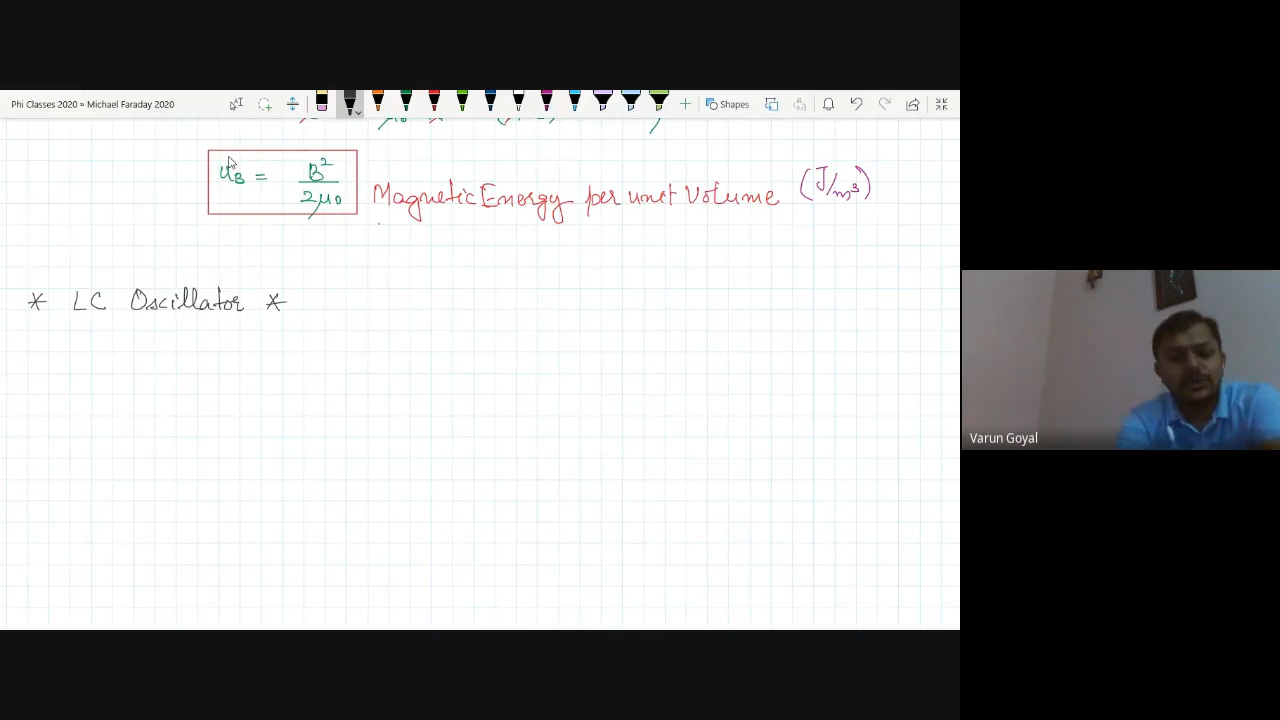 Phi Classes 2020 » Michael Faraday 2020
Shapes
u_B = B²/2μ₀ Magnetic Energy per unit Volume (J/m³)
* LC Oscillator *
Varun Goyal